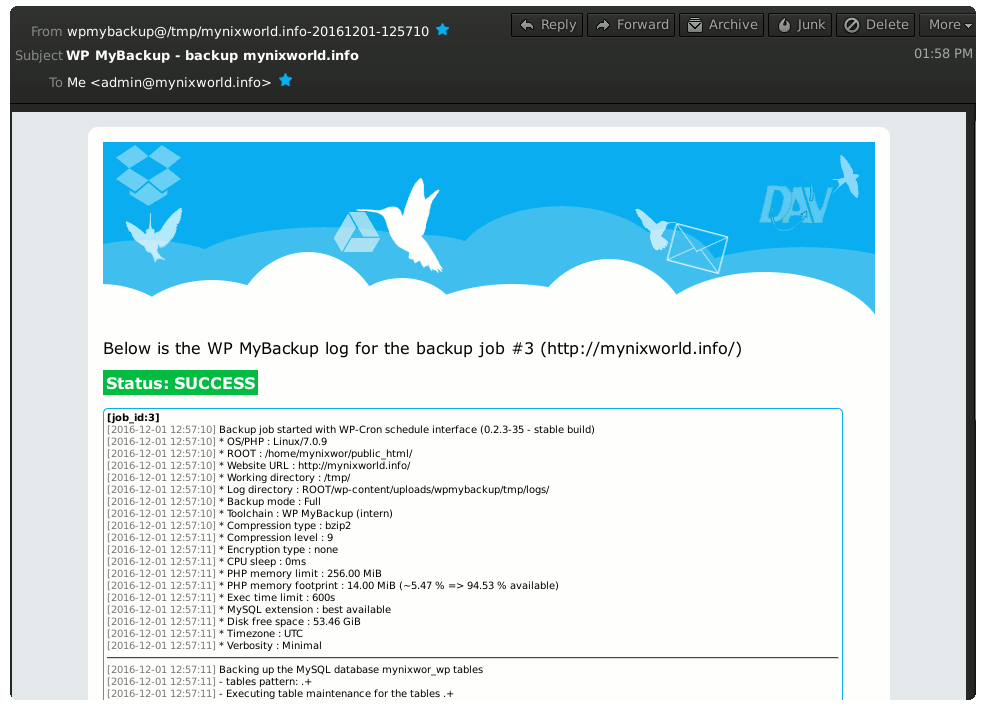 From wpmybackup@/tmp/mynixworld.info-20161201-125710
Reply Forward Archive Junk Delete More
Subject WP MyBackup - backup mynixworld.info
01:58 PM
To Me <admin@mynixworld.info>
DAV
Below is the WP MyBackup log for the backup job #3 (http://mynixworld.info/)
Status: SUCCESS
[job_id:3]
[2016-12-01 12:57:10] Backup job started with WP-Cron schedule interface (0.2.3-35 - stable build)
[2016-12-01 12:57:10] * OS/PHP : Linux/7.0.9
[2016-12-01 12:57:10] * ROOT : /home/mynixwor/public_html/
[2016-12-01 12:57:10] * Website URL : http://mynixworld.info/
[2016-12-01 12:57:10] * Working directory : /tmp/
[2016-12-01 12:57:10] * Log directory : ROOT/wp-content/uploads/wpmybackup/tmp/logs/
[2016-12-01 12:57:10] * Backup mode : Full
[2016-12-01 12:57:10] * Toolchain : WP MyBackup (intern)
[2016-12-01 12:57:10] * Compression type : bzip2
[2016-12-01 12:57:11] * Compression level : 9
[2016-12-01 12:57:11] * Encryption type : none
[2016-12-01 12:57:11] * CPU sleep : 0ms
[2016-12-01 12:57:11] * PHP memory limit : 256.00 MiB
[2016-12-01 12:57:11] * PHP memory footprint : 14.00 MiB (~5.47 % => 94.53 % available)
[2016-12-01 12:57:11] * Exec time limit : 600s
[2016-12-01 12:57:11] * MySQL extension : best available
[2016-12-01 12:57:11] * Disk free space : 53.46 GiB
[2016-12-01 12:57:11] * Timezone : UTC
[2016-12-01 12:57:11] * Verbosity : Minimal
[2016-12-01 12:57:11] Backing up the MySQL database mynixwor_wp tables
[2016-12-01 12:57:11] - tables pattern: .+
[2016-12-01 12:57:11] - Executing table maintenance for the tables .+